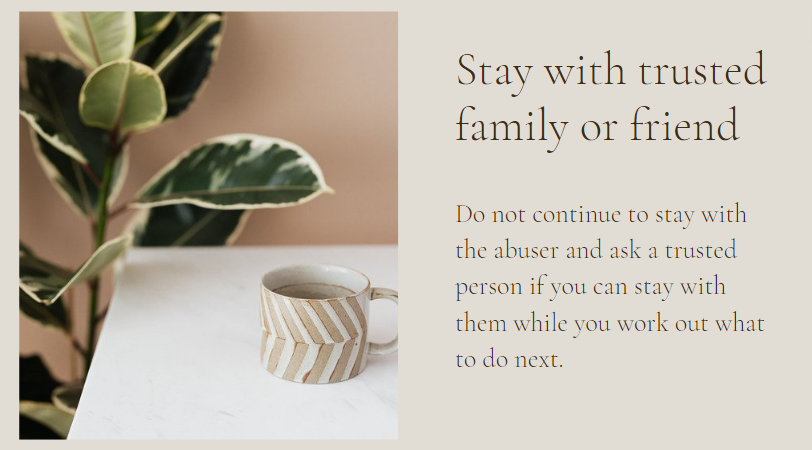 Stay with trusted
family or friend
Do not continue to stay with
the abuser and ask a trusted
person if you can stay with
them while you work out what
to do next.